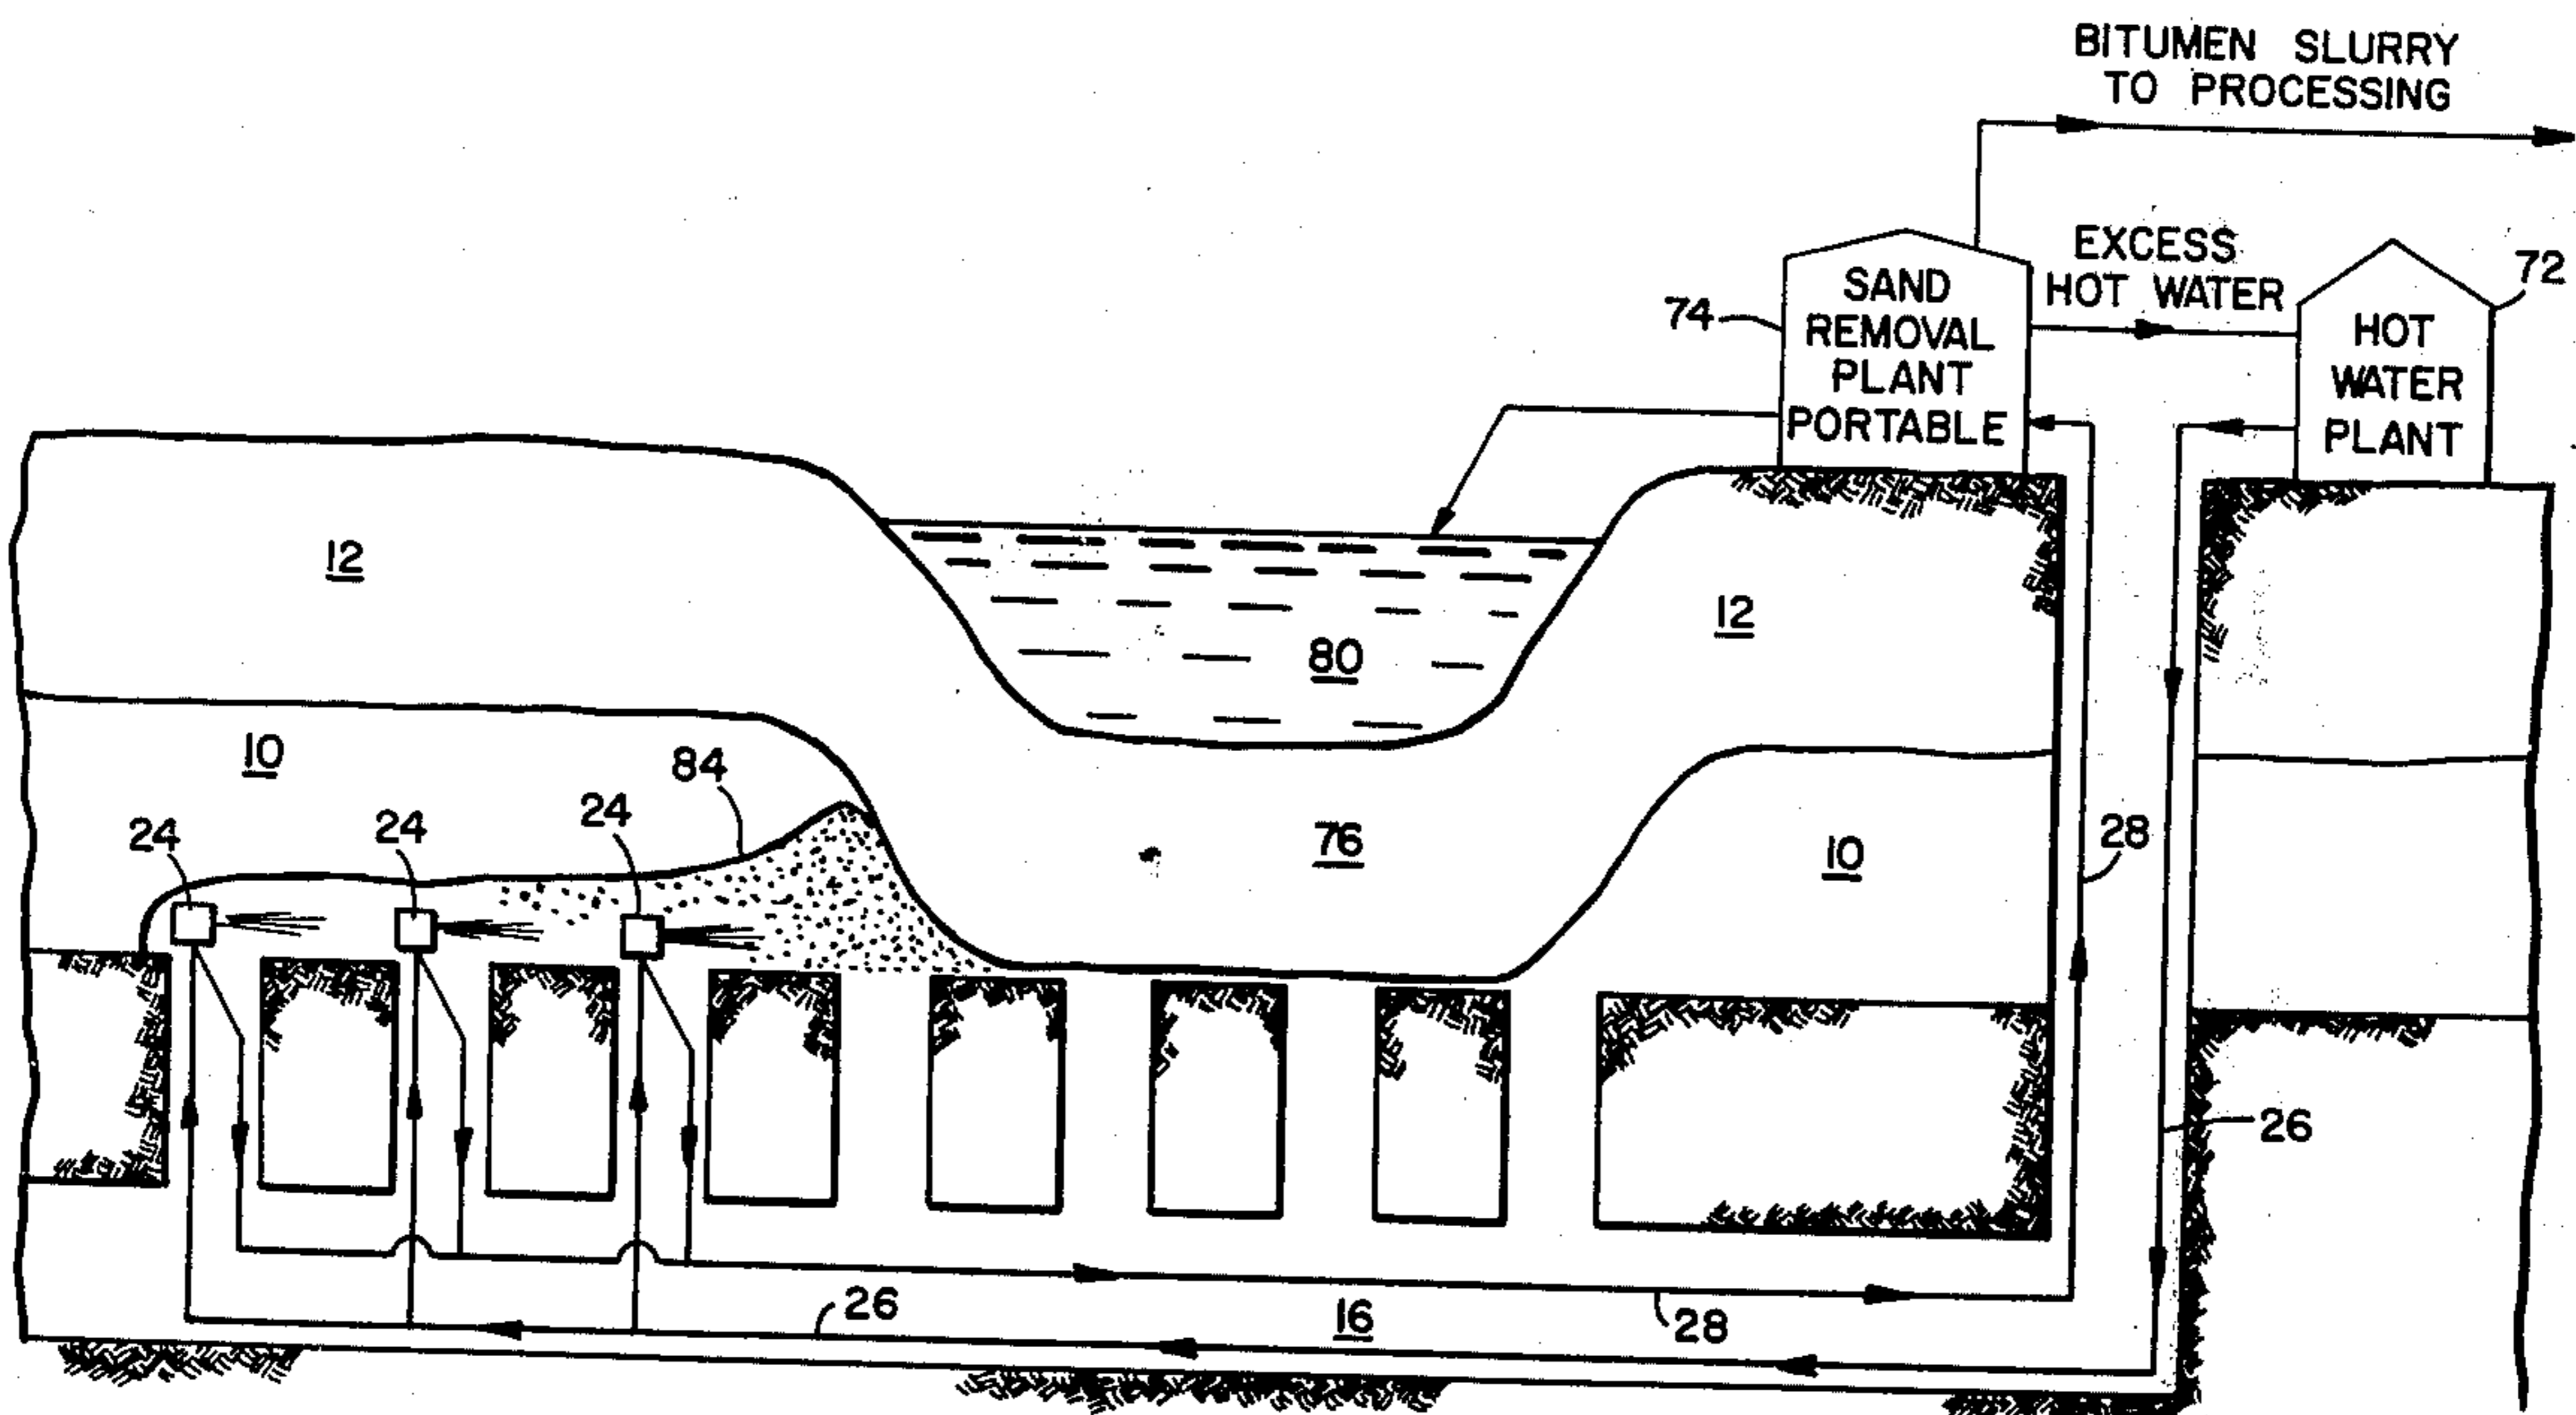 BITUMEN SLURRY
TO PROCESSING
EXCESS
HOT WATER
72
74
SAND
REMOVAL
PLANT
PORTABLE
HOT
WATER
PLANT
12
12
80
10
84
24
24
24
76
10
28
26
26
16
28